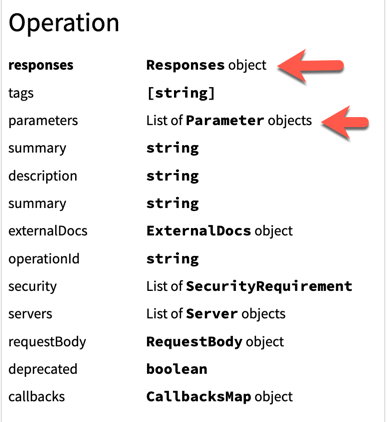 Operation
responses Responses object
tags [string]
parameters List of Parameter objects
summary string
description string
summary string
externalDocs ExternalDocs object
operationId string
security List of SecurityRequirement
servers List of Server objects
requestBody RequestBody object
deprecated boolean
callbacks CallbacksMap object